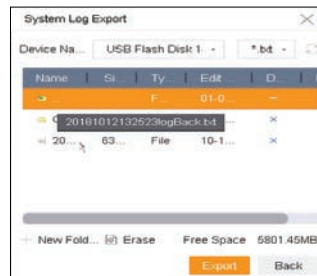 System Log Export
Device Na... USB Flash Disk 1- *.txt
Name Si... Ty... Edit D...
... F... 01-0...
20181012132523logBack.txt
20... 63... File 10-1...
New Fold... Erase Free Space 5801.45MB
Export Back